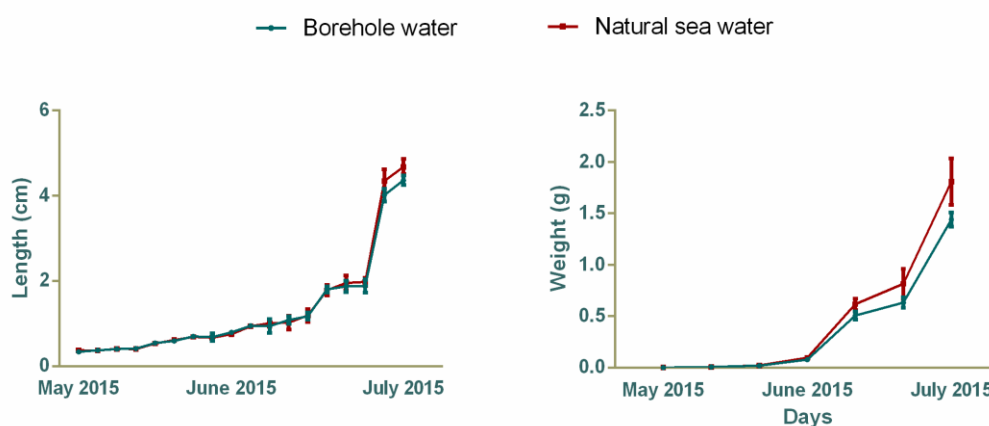 Borehole water
Natural sea water
Length (cm)
6
4
2
0
May 2015
June 2015
July 2015
Weight (g)
2.5
2.0
1.5
1.0
0.5
0.0
May 2015
June 2015
July 2015
Days